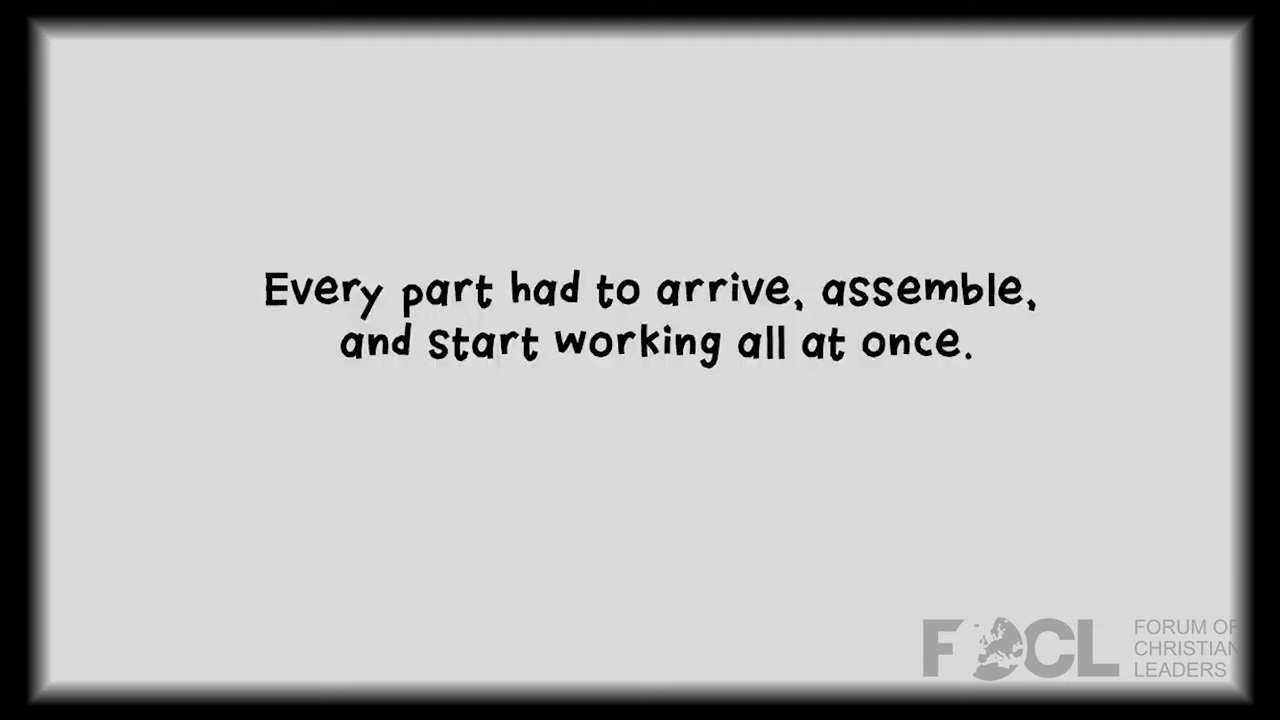 Every part had to arrive, assemble,
and start working all at once.
FOCL
FORUM OF
CHRISTIAN
LEADERS